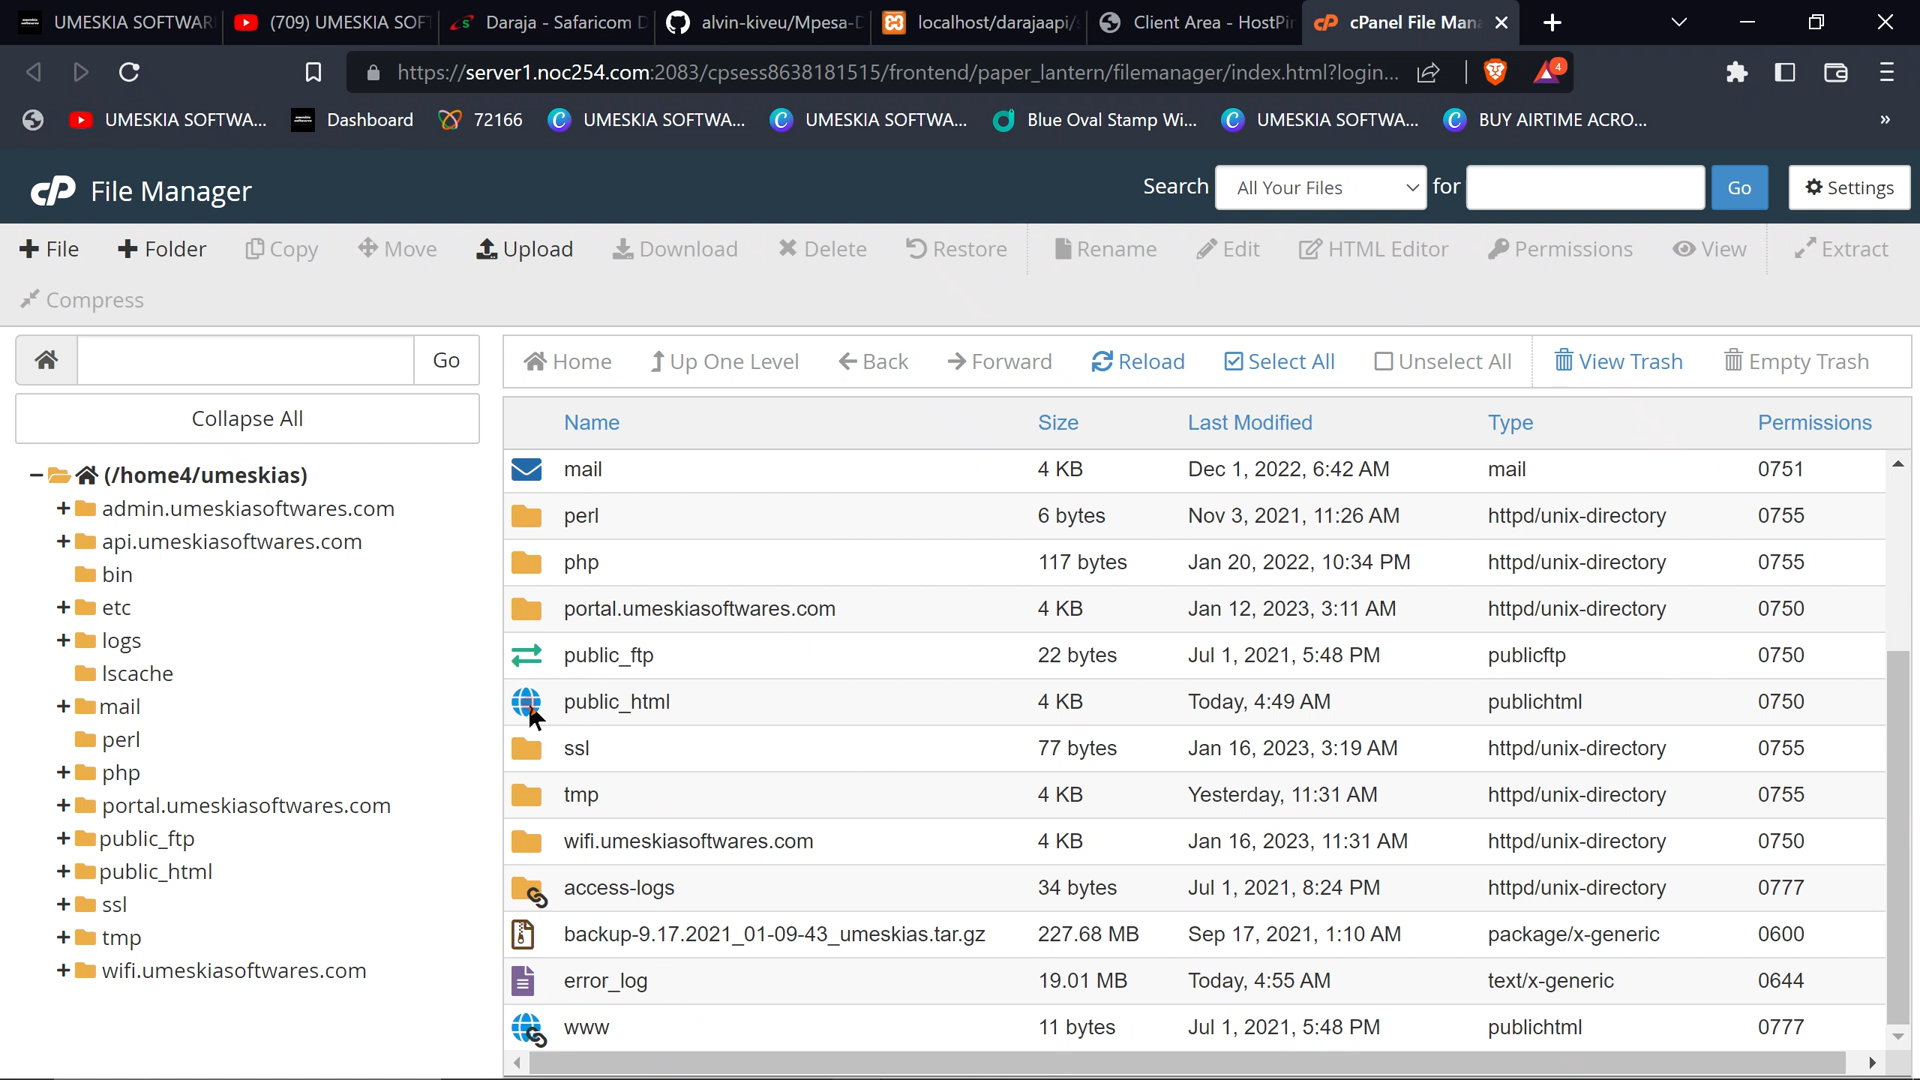 UMESKIA SOFTWAR
(709) UMESKIA SOF
Daraja - Safaricom D
alvin-kiveu/Mpesa-D
localhost/darajaapi/
Client Area - HostPi
cPanel File Man
https://server1.noc254.com:2083/cpsess8638181515/frontend/paper_lantern/filemanager/index.html?login...
4
UMESKIA SOFTWA...
Dashboard
72166
UMESKIA SOFTWA...
UMESKIA SOFTWA...
Blue Oval Stamp Wi...
UMESKIA SOFTWA...
BUY AIRTIME ACRO...
»
cP File Manager
Search All Your Files for Go Settings
File Folder Copy Move Upload Download Delete Restore Rename Edit HTML Editor Permissions View Extract
Compress
Go
Home Up One Level Back Forward Reload Select All Unselect All View Trash Empty Trash
Collapse All
(/home4/umeskias)
admin.umeskiasoftwares.com
api.umeskiasoftwares.com
bin
etc
logs
lscache
mail
perl
php
portal.umeskiasoftwares.com
public_ftp
public_html
ssl
tmp
wifi.umeskiasoftwares.com
Name Size Last Modified Type Permissions
mail 4 KB Dec 1, 2022, 6:42 AM mail 0751
perl 6 bytes Nov 3, 2021, 11:26 AM httpd/unix-directory 0755
php 117 bytes Jan 20, 2022, 10:34 PM httpd/unix-directory 0755
portal.umeskiasoftwares.com 4 KB Jan 12, 2023, 3:11 AM httpd/unix-directory 0750
public_ftp 22 bytes Jul 1, 2021, 5:48 PM publicftp 0750
public_html 4 KB Today, 4:49 AM publichtml 0750
ssl 77 bytes Jan 16, 2023, 3:19 AM httpd/unix-directory 0755
tmp 4 KB Yesterday, 11:31 AM httpd/unix-directory 0755
wifi.umeskiasoftwares.com 4 KB Jan 16, 2023, 11:31 AM httpd/unix-directory 0750
access-logs 34 bytes Jul 1, 2021, 8:24 PM httpd/unix-directory 0777
backup-9.17.2021_01-09-43_umeskias.tar.gz 227.68 MB Sep 17, 2021, 1:10 AM package/x-generic 0600
error_log 19.01 MB Today, 4:55 AM text/x-generic 0644
www 11 bytes Jul 1, 2021, 5:48 PM publichtml 0777